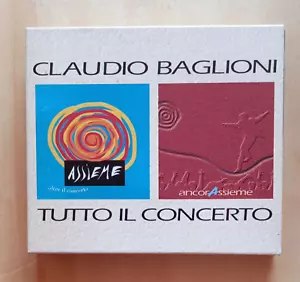 CLAUDIO BAGLIONI
ASSIEME
oltre il concerto
ancorAssieme
TUTTO IL CONCERTO